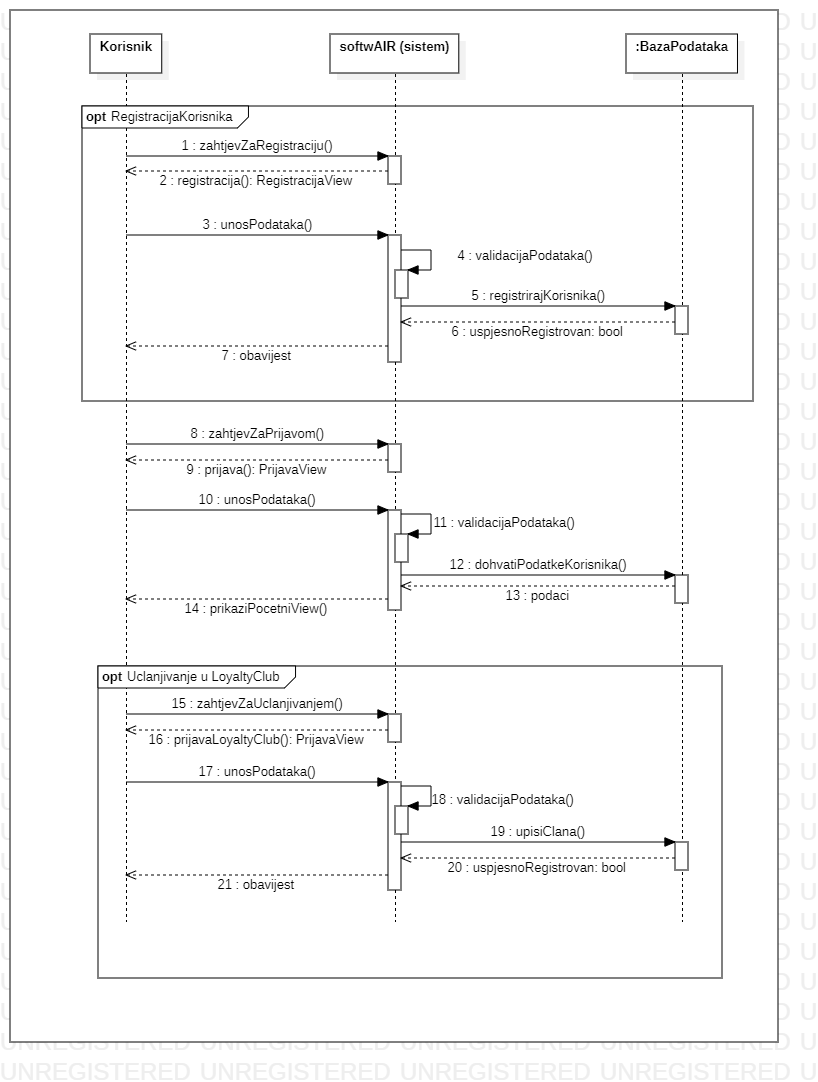 Korisnik
softwAIR (sistem)
:BazaPodataka
opt RegistracijaKorisnika
1 : zahtjevZaRegistraciju()
2 : registracija(): RegistracijaView
3 : unosPodataka()
4 : validacijaPodataka()
5 : registrirajKorisnika()
6 : uspjesnoRegistrovan: bool
7 : obavijest
8 : zahtjevZaPrijavom()
9 : prijava(): PrijavaView
10 : unosPodataka()
11 : validacijaPodataka()
12 : dohvatiPodatkeKorisnika()
13 : podaci
14 : prikaziPocetniView()
opt Uclanjivanje u LoyaltyClub
15 : zahtjevZaUclanjivanjem()
16 : prijavaLoyaltyClub(): PrijavaView
17 : unosPodataka()
18 : validacijaPodataka()
19 : upisiClana()
20 : uspjesnoRegistrovan: bool
21 : obavijest
UNREGISTERED UNREGISTERED UNREGISTERED UNREGISTERED U